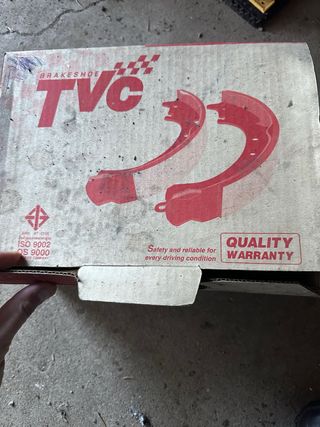 BRAKESHOE
TVC
ISO 9002
QS 9000
Safety and reliable for
every driving condition
QUALITY
WARRANTY